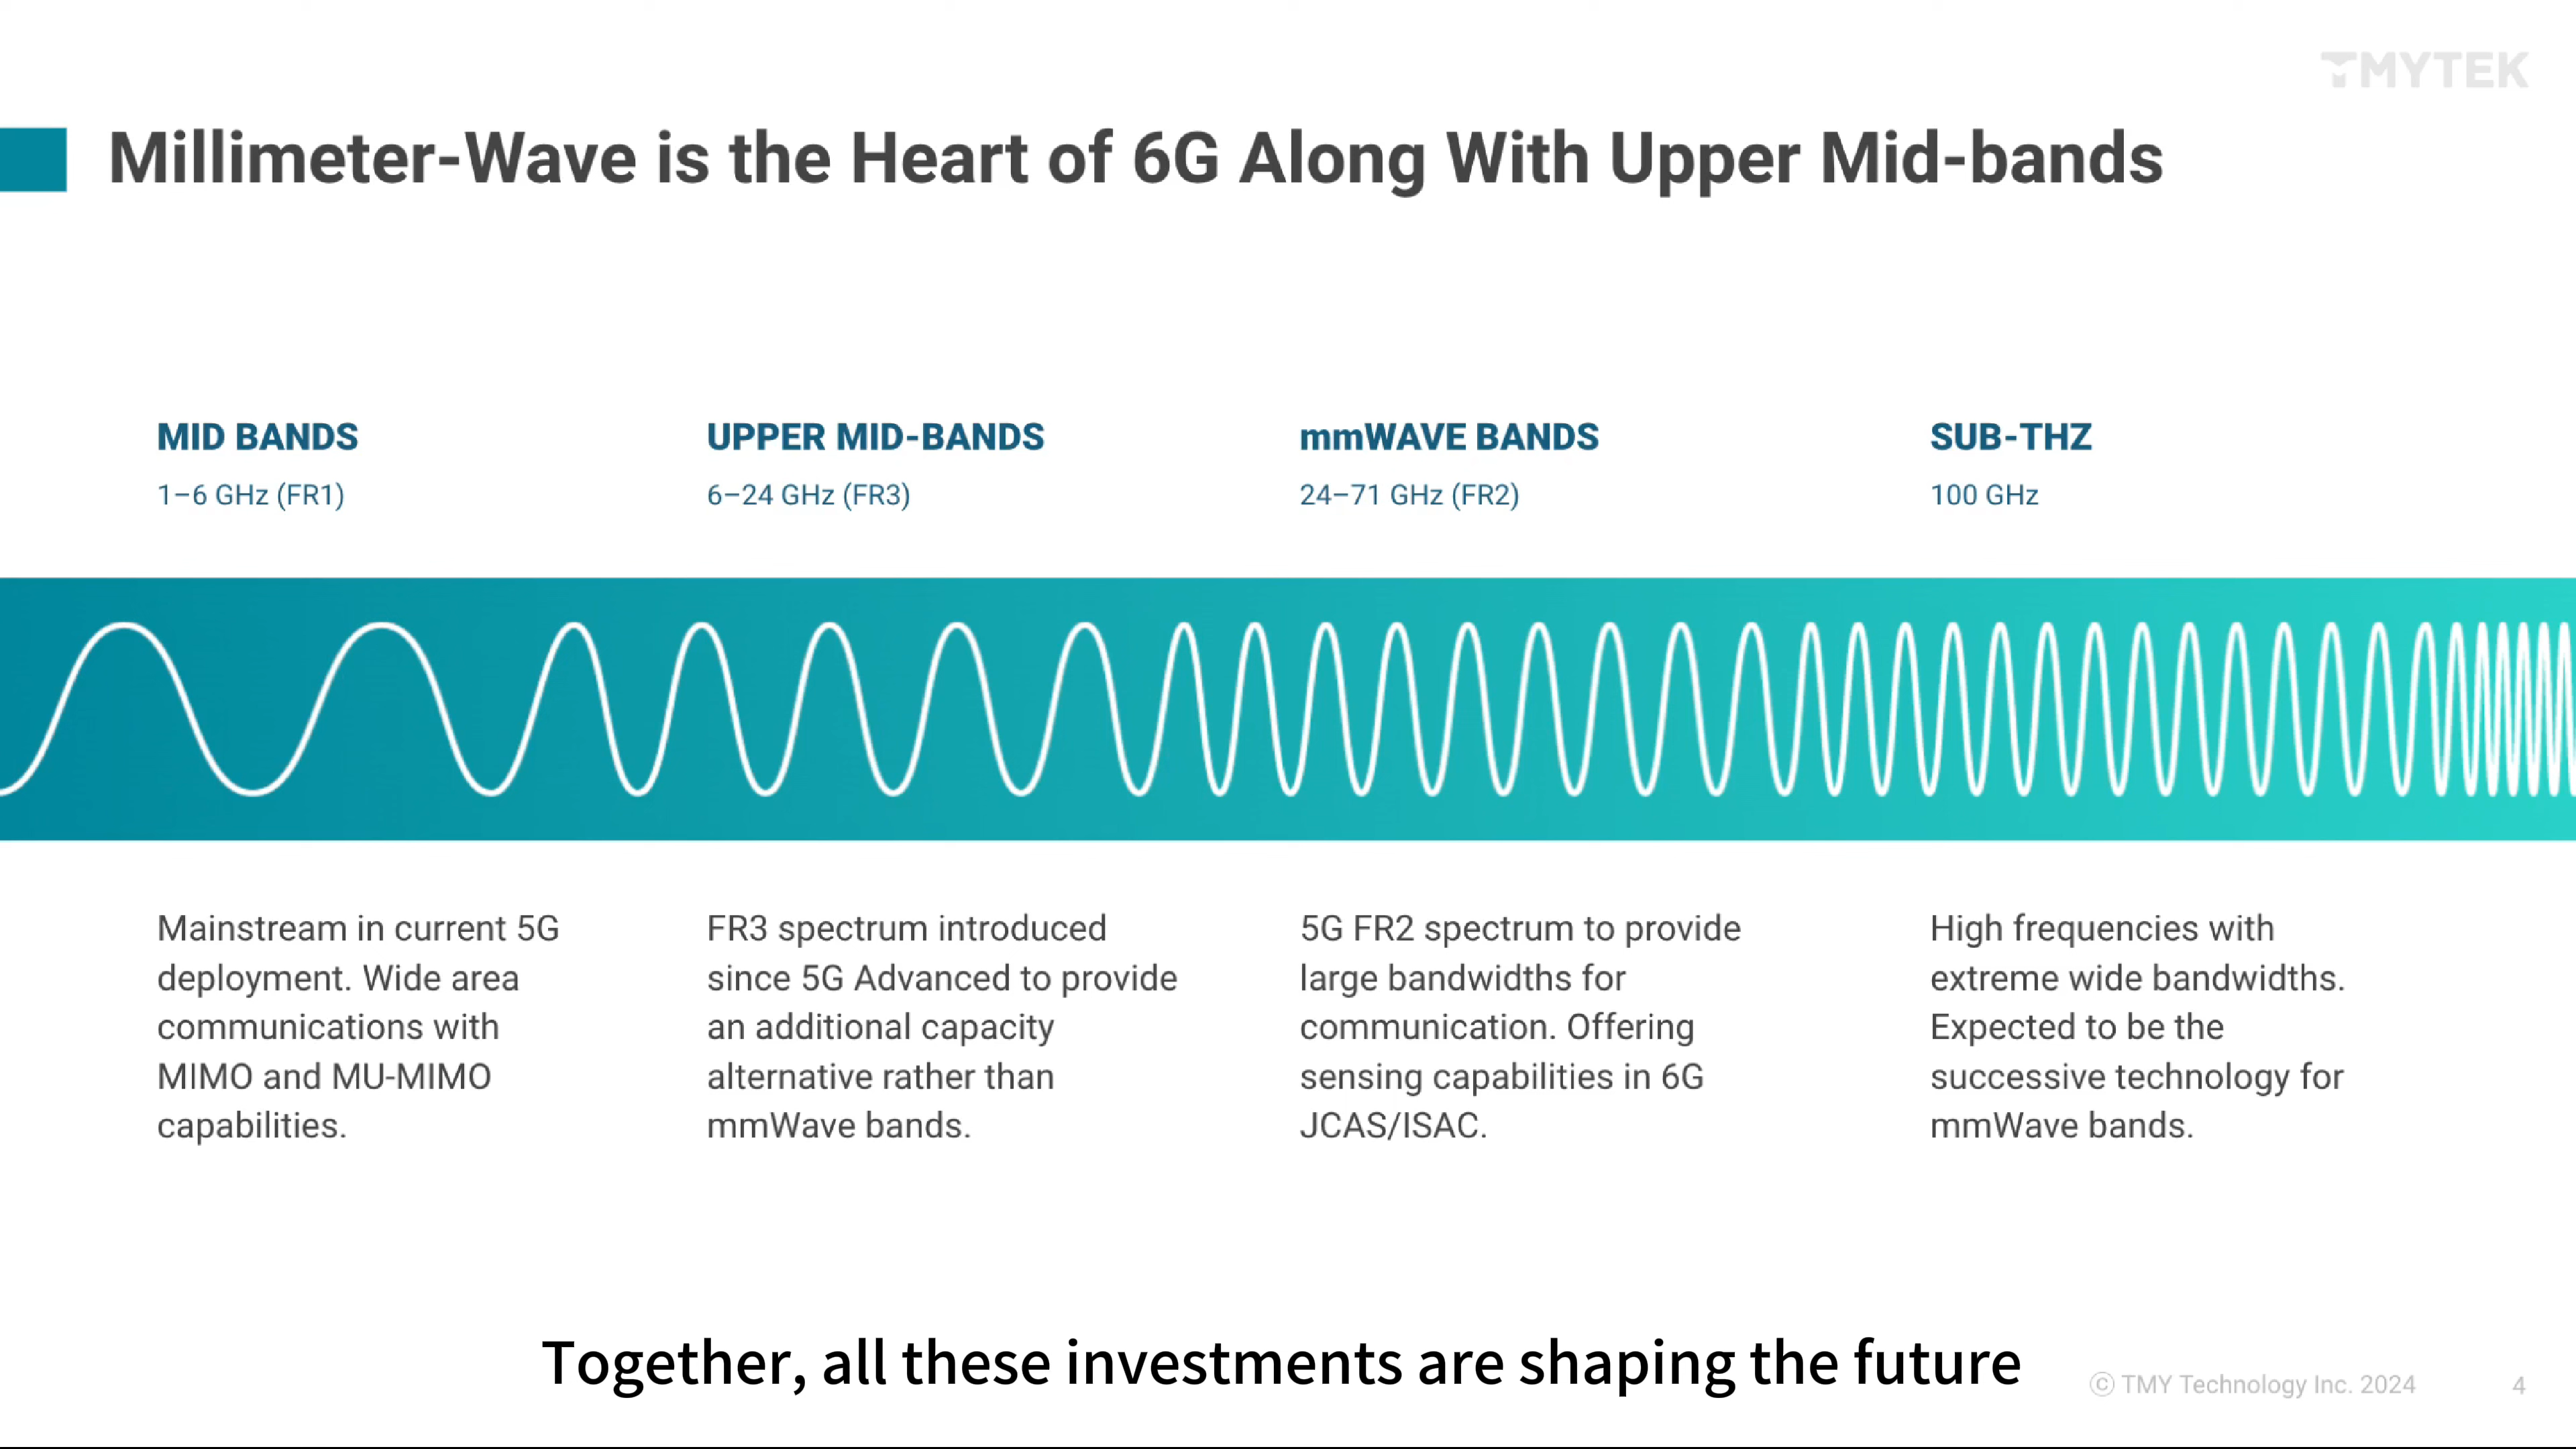 TMYTEK
Millimeter-Wave is the Heart of 6G Along With Upper Mid-bands
MID BANDS
1–6 GHz (FR1)
UPPER MID-BANDS
6–24 GHz (FR3)
mmWAVE BANDS
24–71 GHz (FR2)
SUB-THZ
100 GHz
Mainstream in current 5G
deployment. Wide area
communications with
MIMO and MU-MIMO
capabilities.
FR3 spectrum introduced
since 5G Advanced to provide
an additional capacity
alternative rather than
mmWave bands.
5G FR2 spectrum to provide
large bandwidths for
communication. Offering
sensing capabilities in 6G
JCAS/ISAC.
High frequencies with
extreme wide bandwidths.
Expected to be the
successive technology for
mmWave bands.
Together, all these investments are shaping the future
© TMY Technology Inc. 2024
4